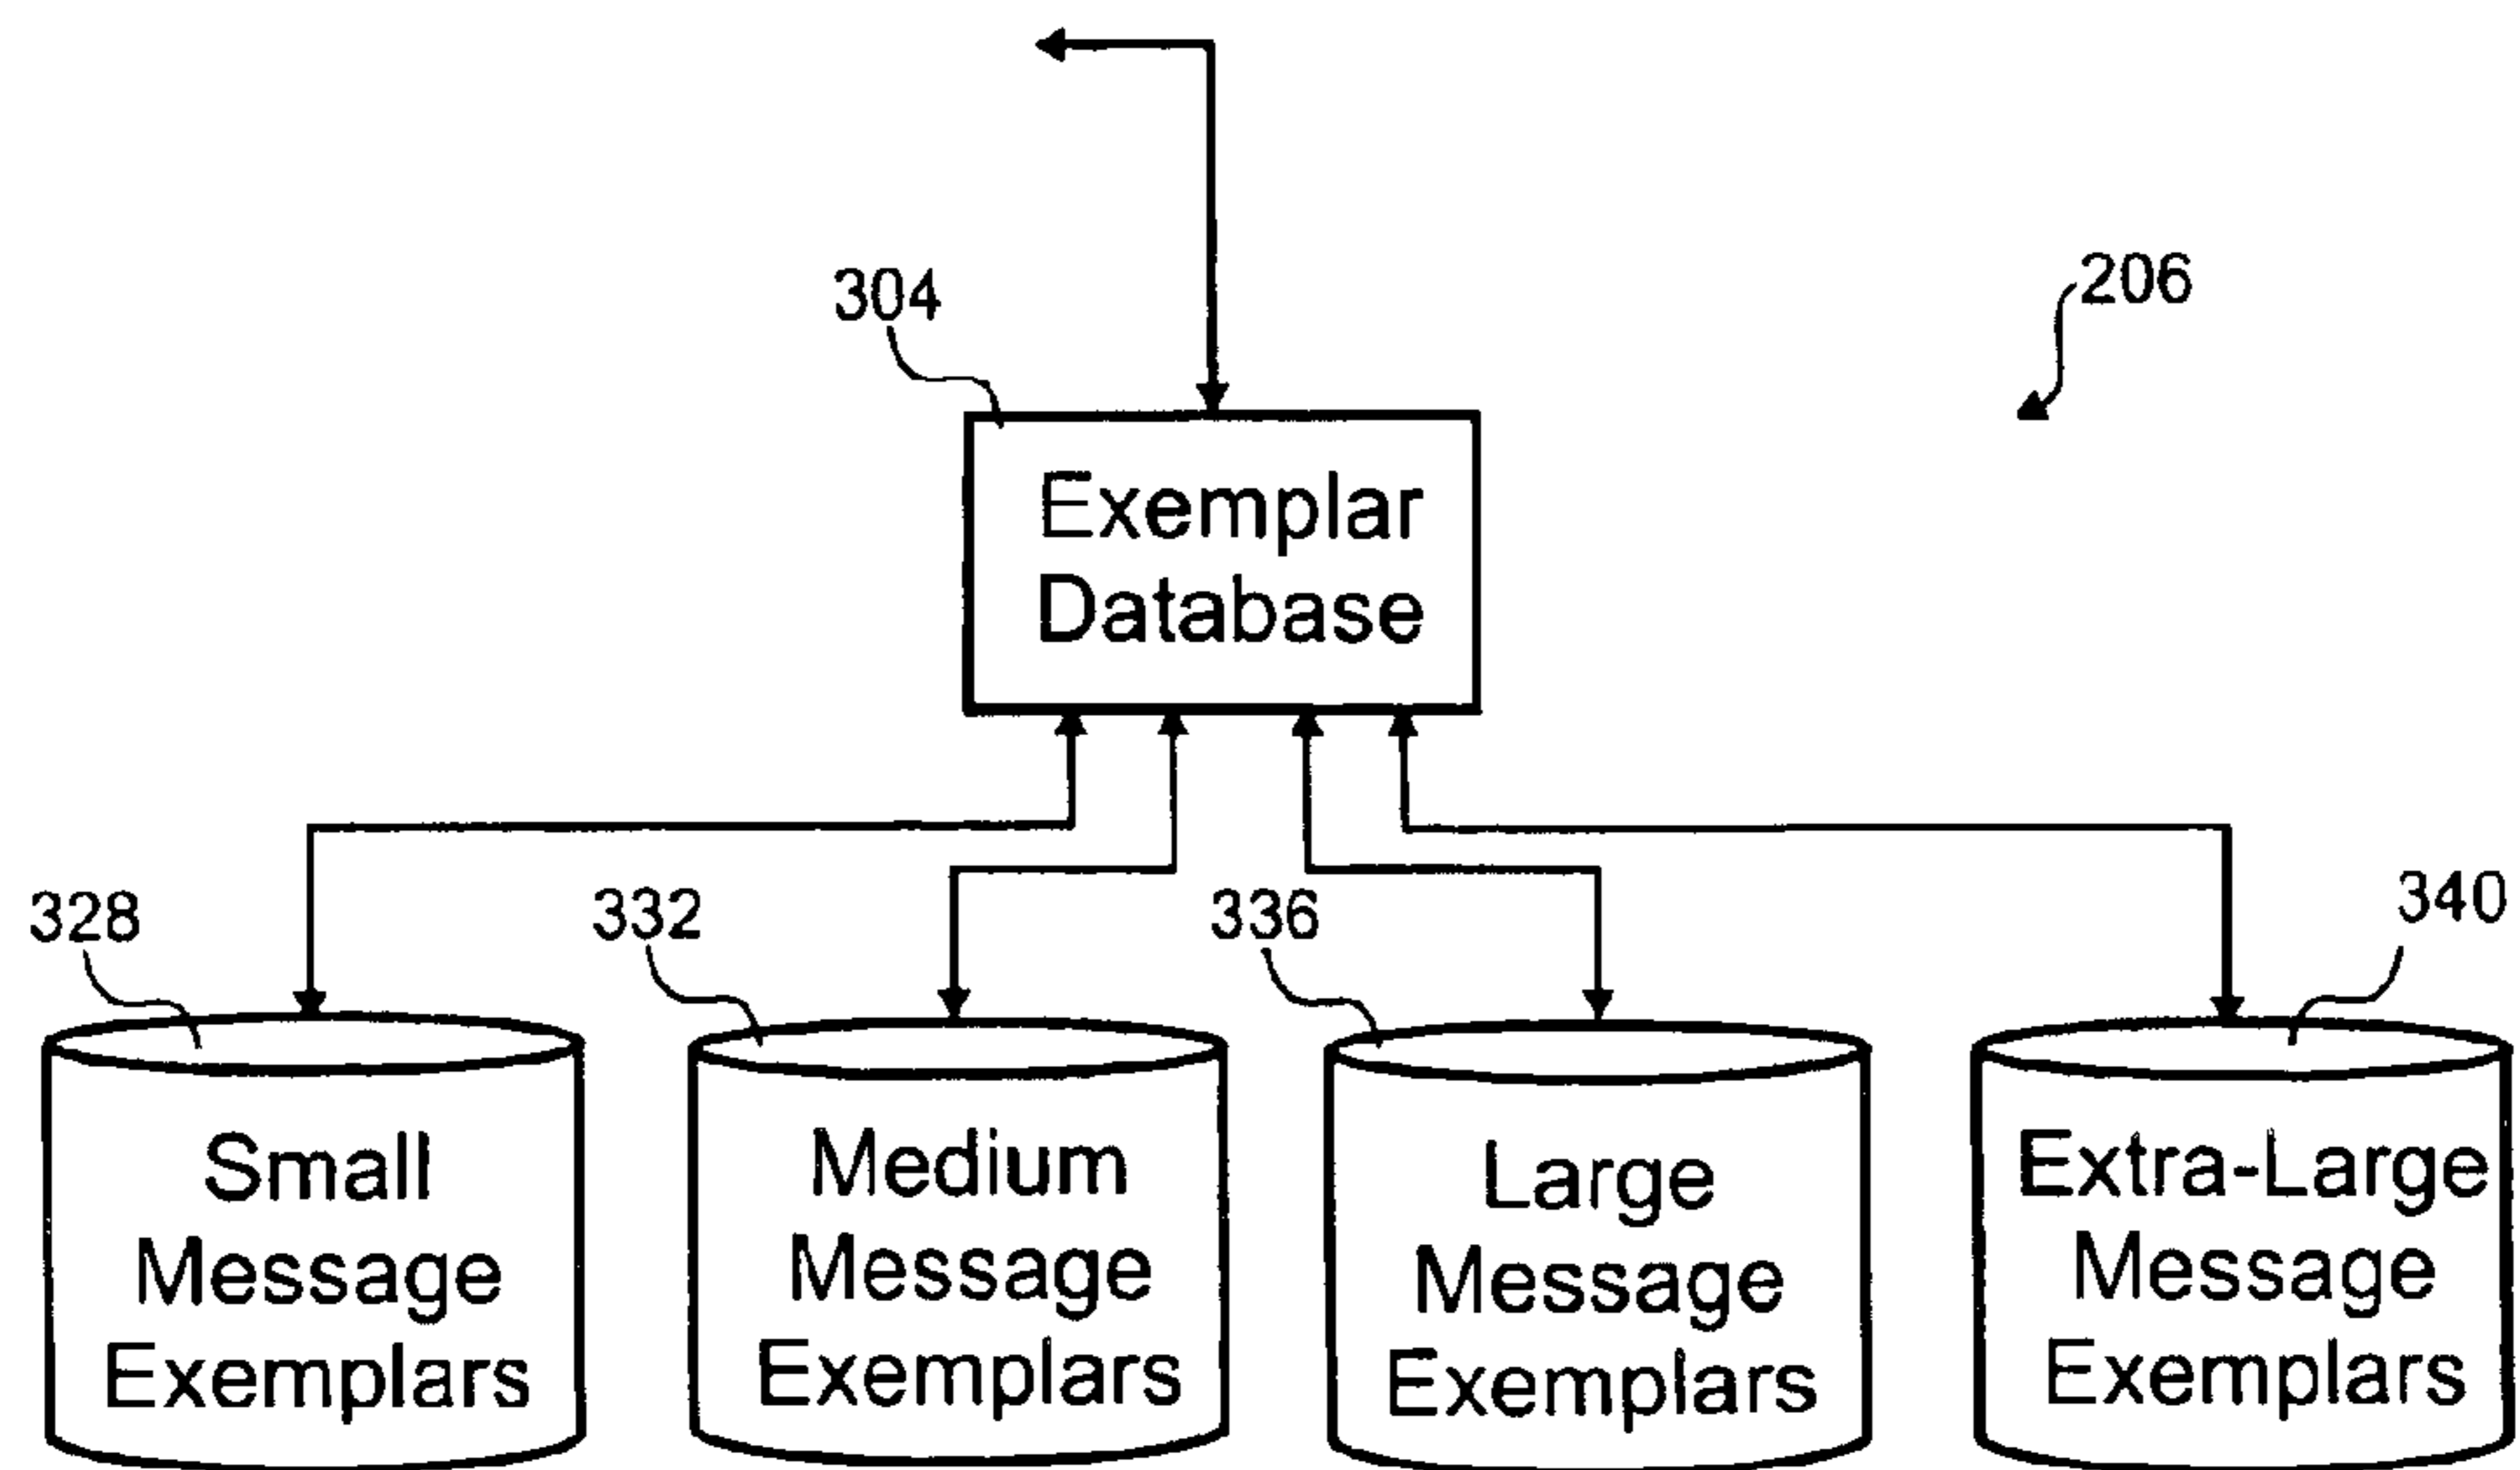 206
304
Exemplar
Database
328
332
336
340
Small
Message
Exemplars
Medium
Message
Exemplars
Large
Message
Exemplars
Extra-Large
Message
Exemplars